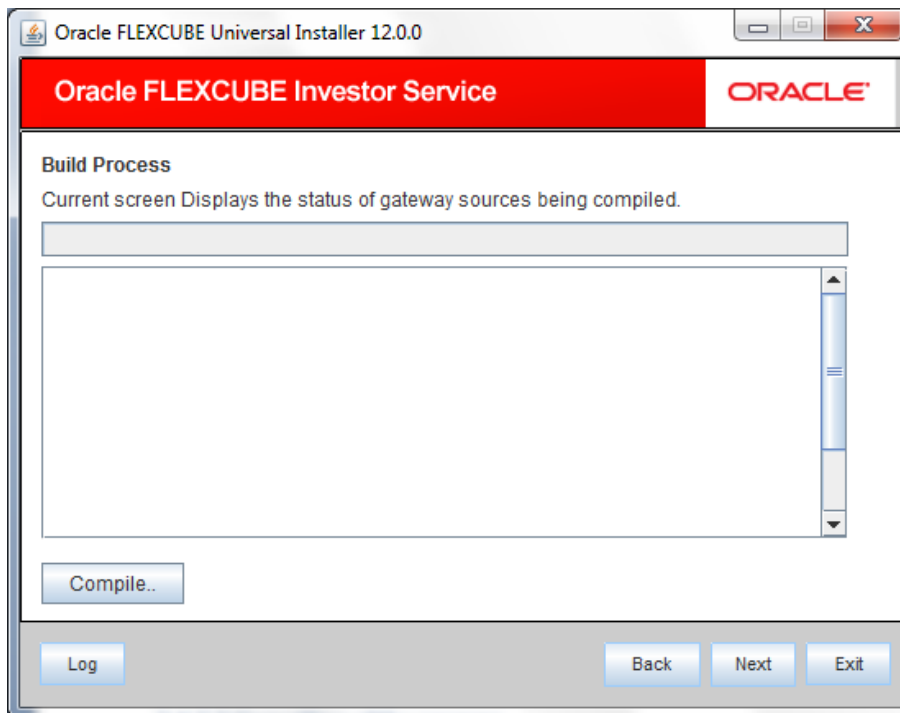 Oracle FLEXCUBE Universal Installer 12.0.0
Oracle FLEXCUBE Investor Service
ORACLE
Build Process
Current screen Displays the status of gateway sources being compiled.
Compile..
Log Back Next Exit